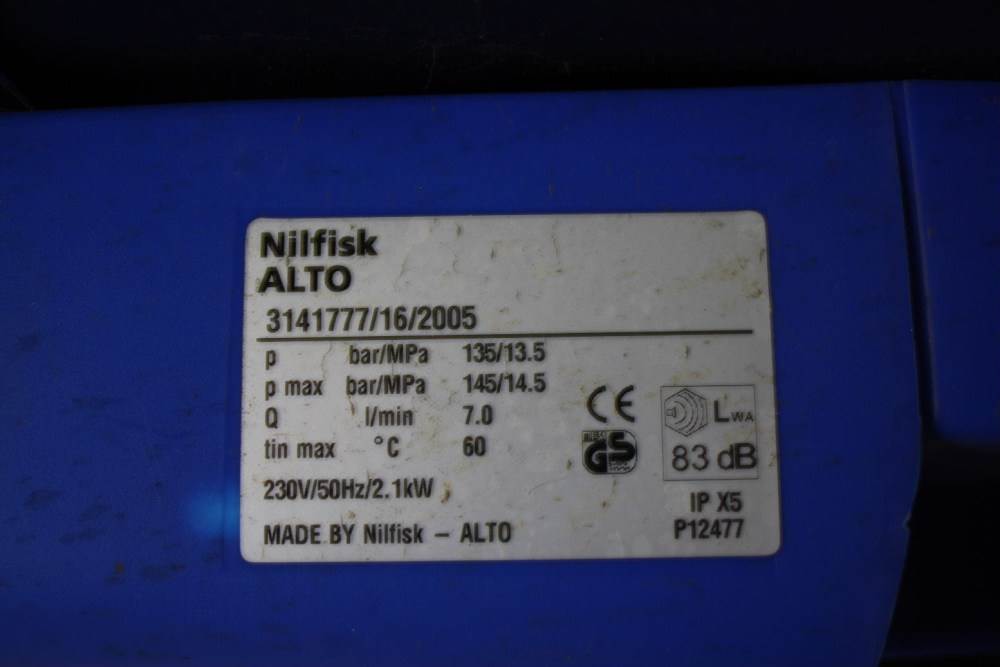 Nilfisk
ALTO
3141777/16/2005
p bar/MPa 135/13.5
p max bar/MPa 145/14.5
Q l/min 7.0
tin max °C 60
CE
GS
LWA
83 dB
230V/50Hz/2.1kW
IP X5
MADE BY Nilfisk – ALTO
P12477